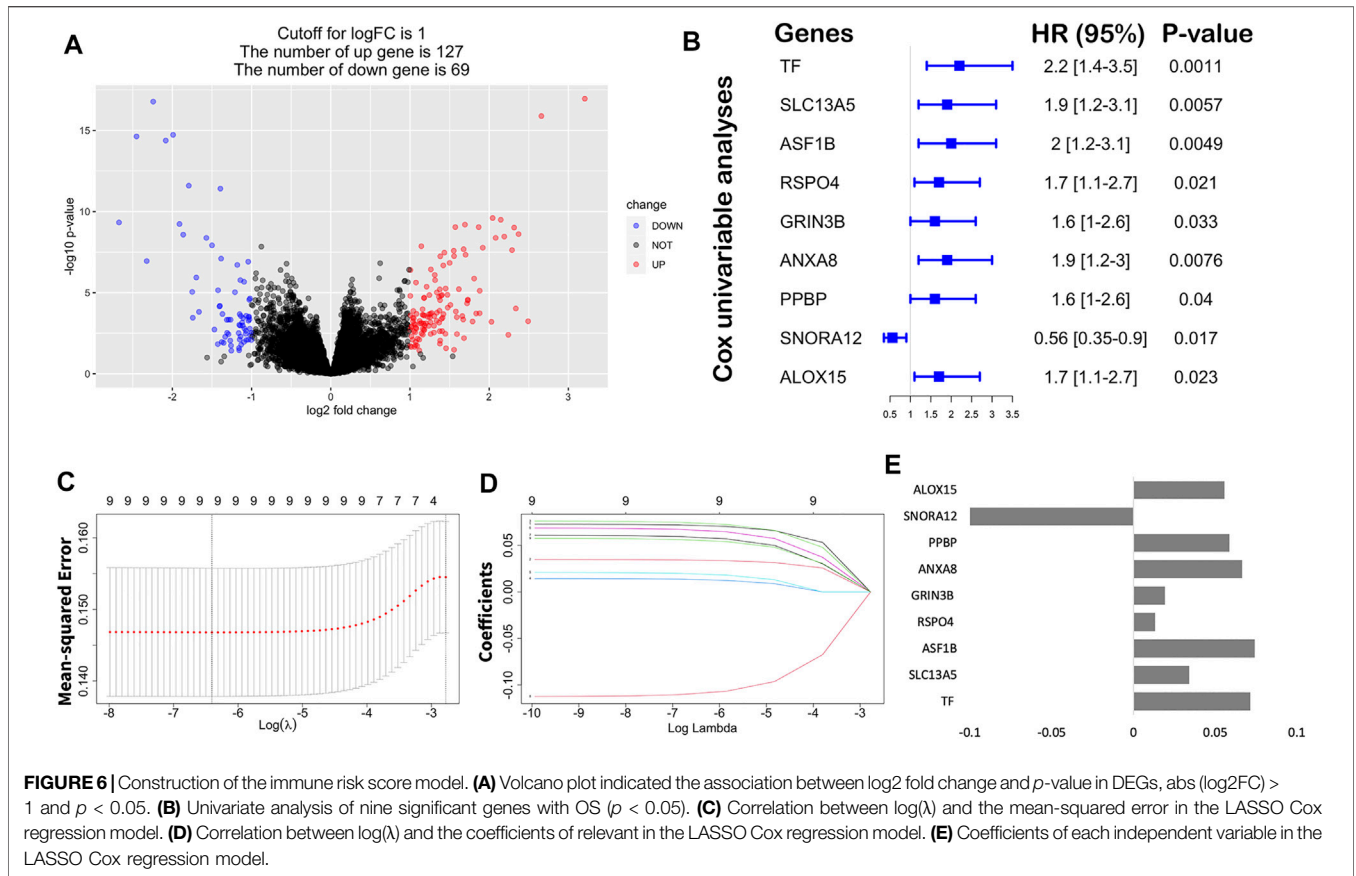 A
Cutoff for logFC is 1
The number of up gene is 127
The number of down gene is 69
15
10
5
0
-log10 p-value
-2 -1 0 1 2 3
log2 fold change
change
DOWN
NOT
UP
B
Genes HR (95%) P-value
Cox univariable analyses
TF 2.2 [1.4-3.5] 0.0011
SLC13A5 1.9 [1.2-3.1] 0.0057
ASF1B 2 [1.2-3.1] 0.0049
RSPO4 1.7 [1.1-2.7] 0.021
GRIN3B 1.6 [1-2.6] 0.033
ANXA8 1.9 [1.2-3] 0.0076
PPBP 1.6 [1-2.6] 0.04
SNORA12 0.56 [0.35-0.9] 0.017
ALOX15 1.7 [1.1-2.7] 0.023
0.5 1 1.5 2 2.5 3 3.5
C
9 9 9 9 9 9 9 9 9 9 9 9 9 9 9 7 7 7 4
Mean-squared Error
0.160
0.150
0.140
-8 -7 -6 -5 -4 -3
Log(λ)
D
9 9 9 9
Coefficients
0.05
0.00
-0.05
-0.10
-10 -9 -8 -7 -6 -5 -4 -3
Log Lambda
E
ALOX15
SNORA12
PPBP
ANXA8
GRIN3B
RSPO4
ASF1B
SLC13A5
TF
-0.1 -0.05 0 0.05 0.1
FIGURE 6 | Construction of the immune risk score model. (A) Volcano plot indicated the association between log2 fold change and p-value in DEGs, abs (log2FC) >
1 and p < 0.05. (B) Univariate analysis of nine significant genes with OS (p < 0.05). (C) Correlation between log(λ) and the mean-squared error in the LASSO Cox
regression model. (D) Correlation between log(λ) and the coefficients of relevant in the LASSO Cox regression model. (E) Coefficients of each independent variable in the
LASSO Cox regression model.